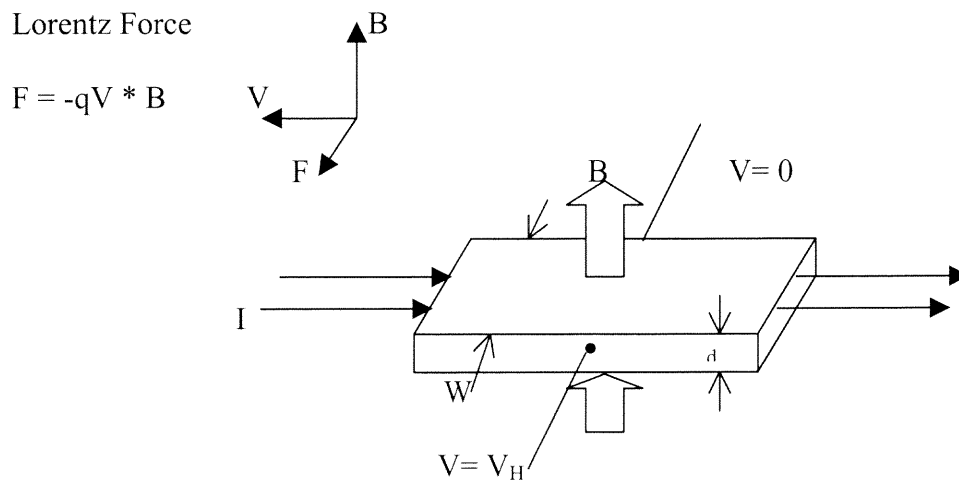 Lorentz Force
B
F = -qV * B
V
F
B
V= 0
I
d
W
V= V_H